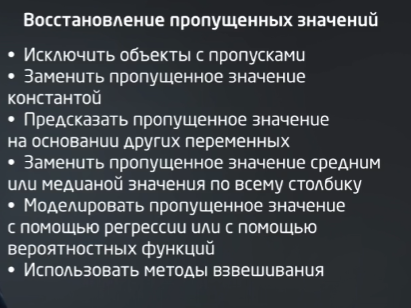 Восстановление пропущенных значений
• Исключить объекты с пропусками
• Заменить пропущенное значение
константой
• Предсказать пропущенное значение
на основании других переменных
• Заменить пропущенное значение средним
или медианой значения по всему столбику
• Моделировать пропущенное значение
с помощью регрессии или с помощью
вероятностных функций
• Использовать методы взвешивания